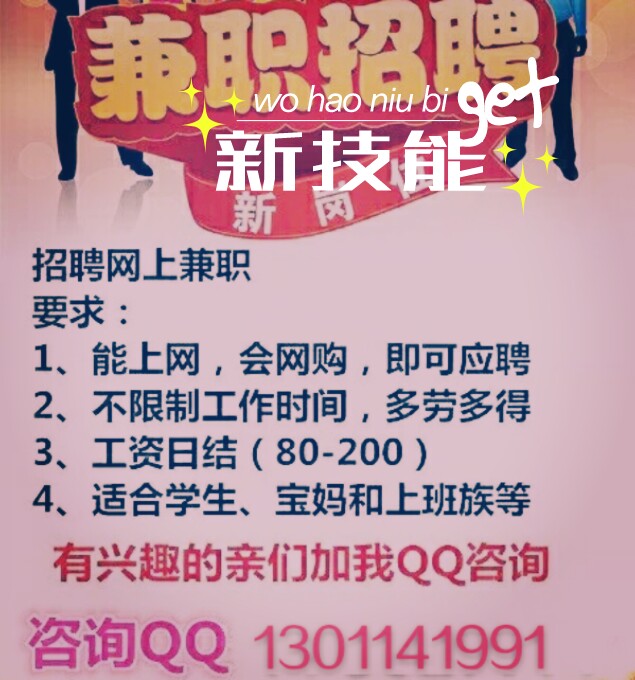 兼职招聘
wo hao niu bi get
新技能
新岗位
招聘网上兼职
要求：
1、能上网，会网购，即可应聘
2、不限制工作时间，多劳多得
3、工资日结（80-200）
4、适合学生、宝妈和上班族等
有兴趣的亲们加我QQ咨询
咨询QQ 1301141991